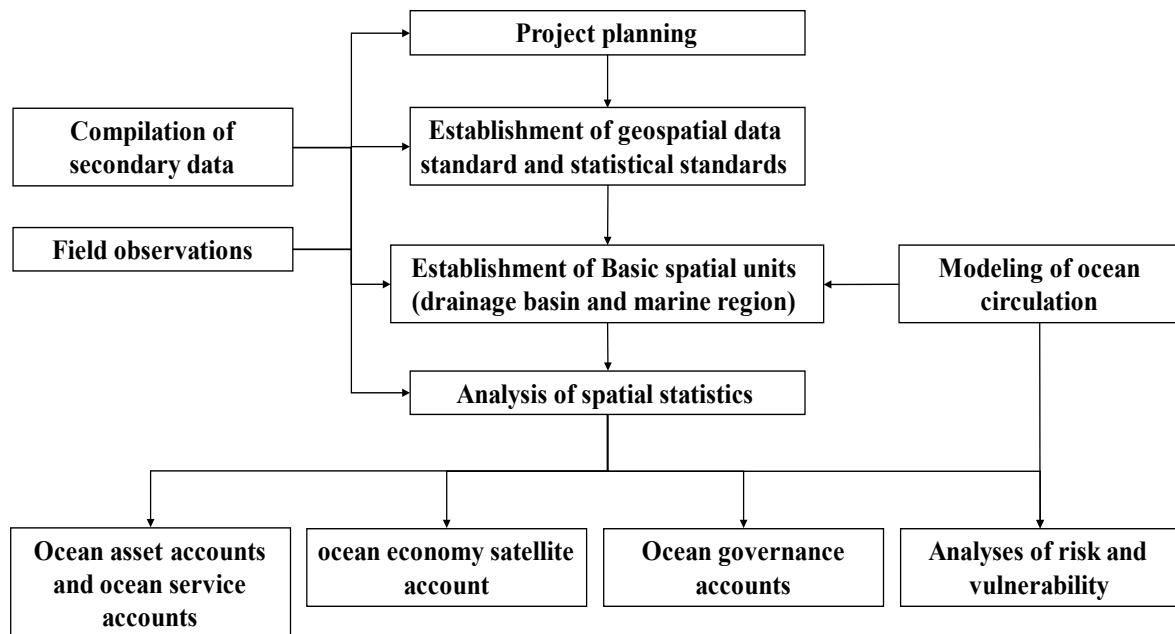 Project planning
Compilation of
secondary data
Establishment of geospatial data
standard and statistical standards
Field observations
Establishment of Basic spatial units
(drainage basin and marine region)
Modeling of ocean
circulation
Analysis of spatial statistics
Ocean asset accounts
and ocean service
accounts
ocean economy satellite
account
Ocean governance
accounts
Analyses of risk and
vulnerability